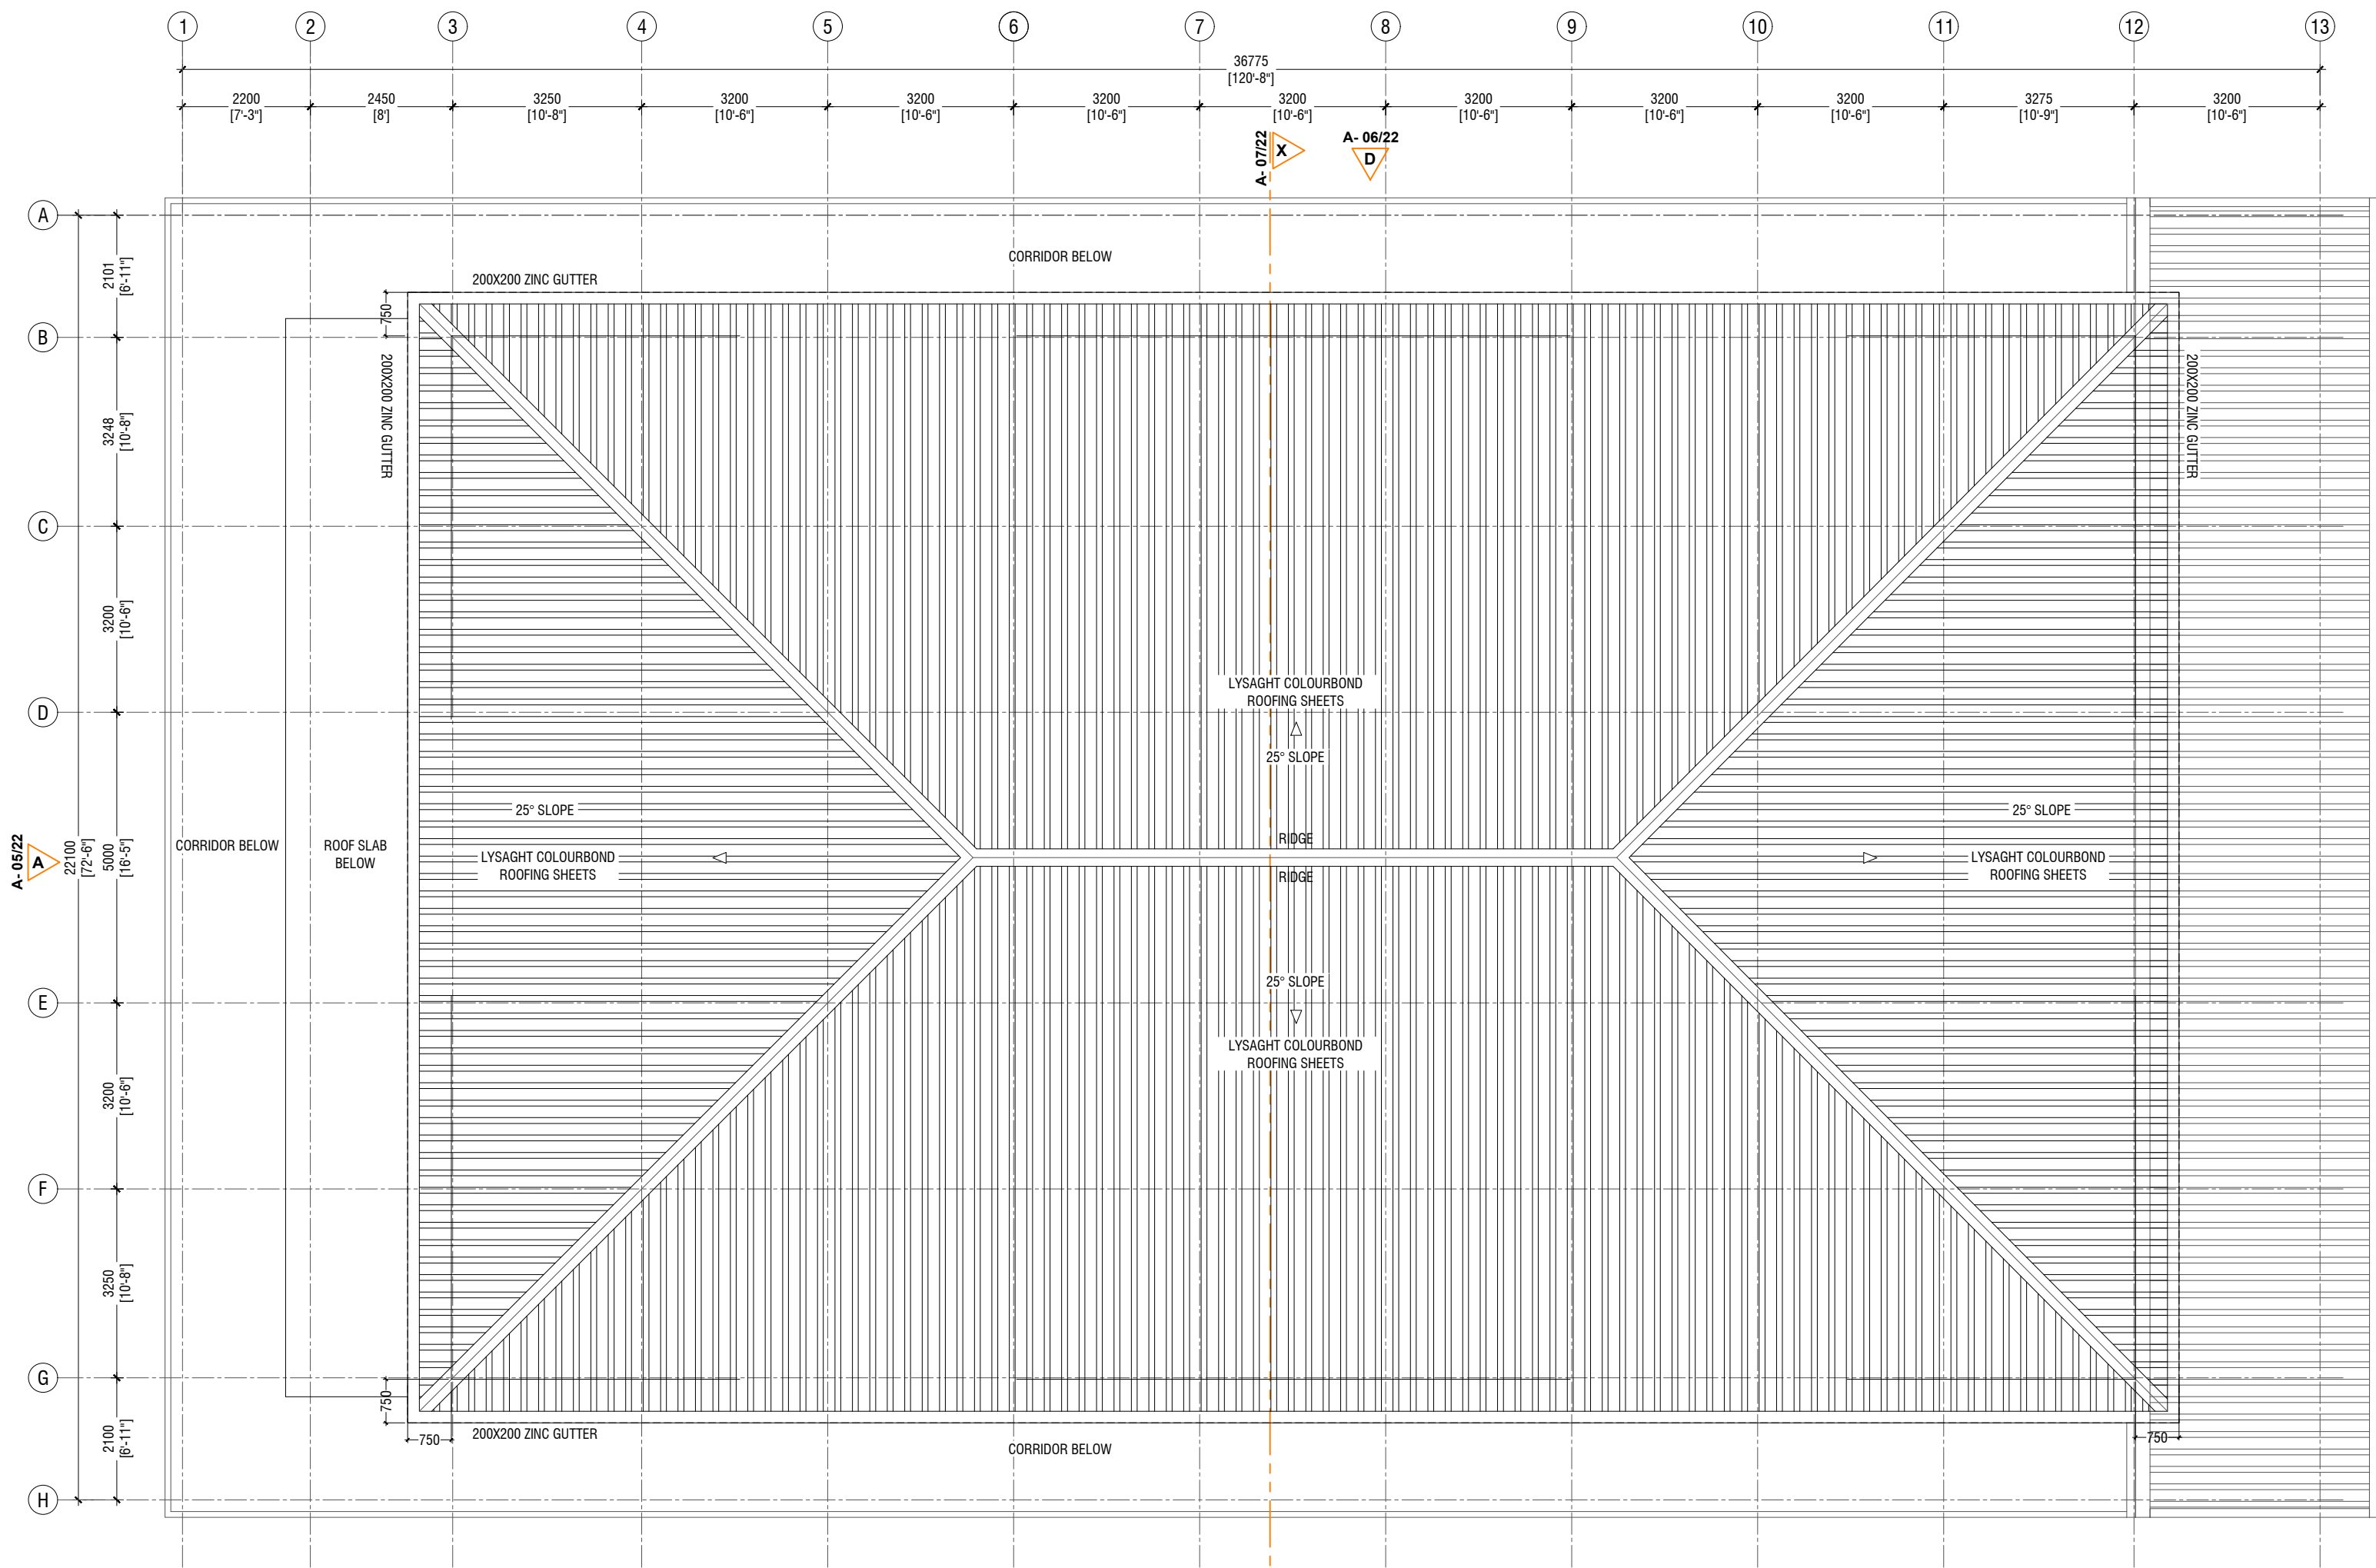 1 2 3 4 5 6 7 8 9 10 11 12 13
36775
[120'-8"]
2200 2450 3250 3200 3200 3200 3200 3200 3200 3200 3275 3200
[7'-3"] [8'] [10'-8"] [10'-6"] [10'-6"] [10'-6"] [10'-6"] [10'-6"] [10'-6"] [10'-6"] [10'-9"] [10'-6"]
A- 07/22
X
A- 06/22
D
A
B
C
D
E
F
G
H
2101
[6'-11"]
3248
[10'-8"]
3200
[10'-6"]
5000
[16'-5"]
3200
[10'-6"]
3250
[10'-8"]
2100
[6'-11"]
22100
[72'-6"]
A- 05/22
A
CORRIDOR BELOW
200X200 ZINC GUTTER
750
200X200 ZINC GUTTER
200X200 ZINC GUTTER
LYSAGHT COLOURBOND
ROOFING SHEETS
25° SLOPE
25° SLOPE
25° SLOPE
RIDGE
CORRIDOR BELOW
ROOF SLAB
BELOW
LYSAGHT COLOURBOND
ROOFING SHEETS
LYSAGHT COLOURBOND
ROOFING SHEETS
RIDGE
25° SLOPE
LYSAGHT COLOURBOND
ROOFING SHEETS
750
750
200X200 ZINC GUTTER
750
CORRIDOR BELOW